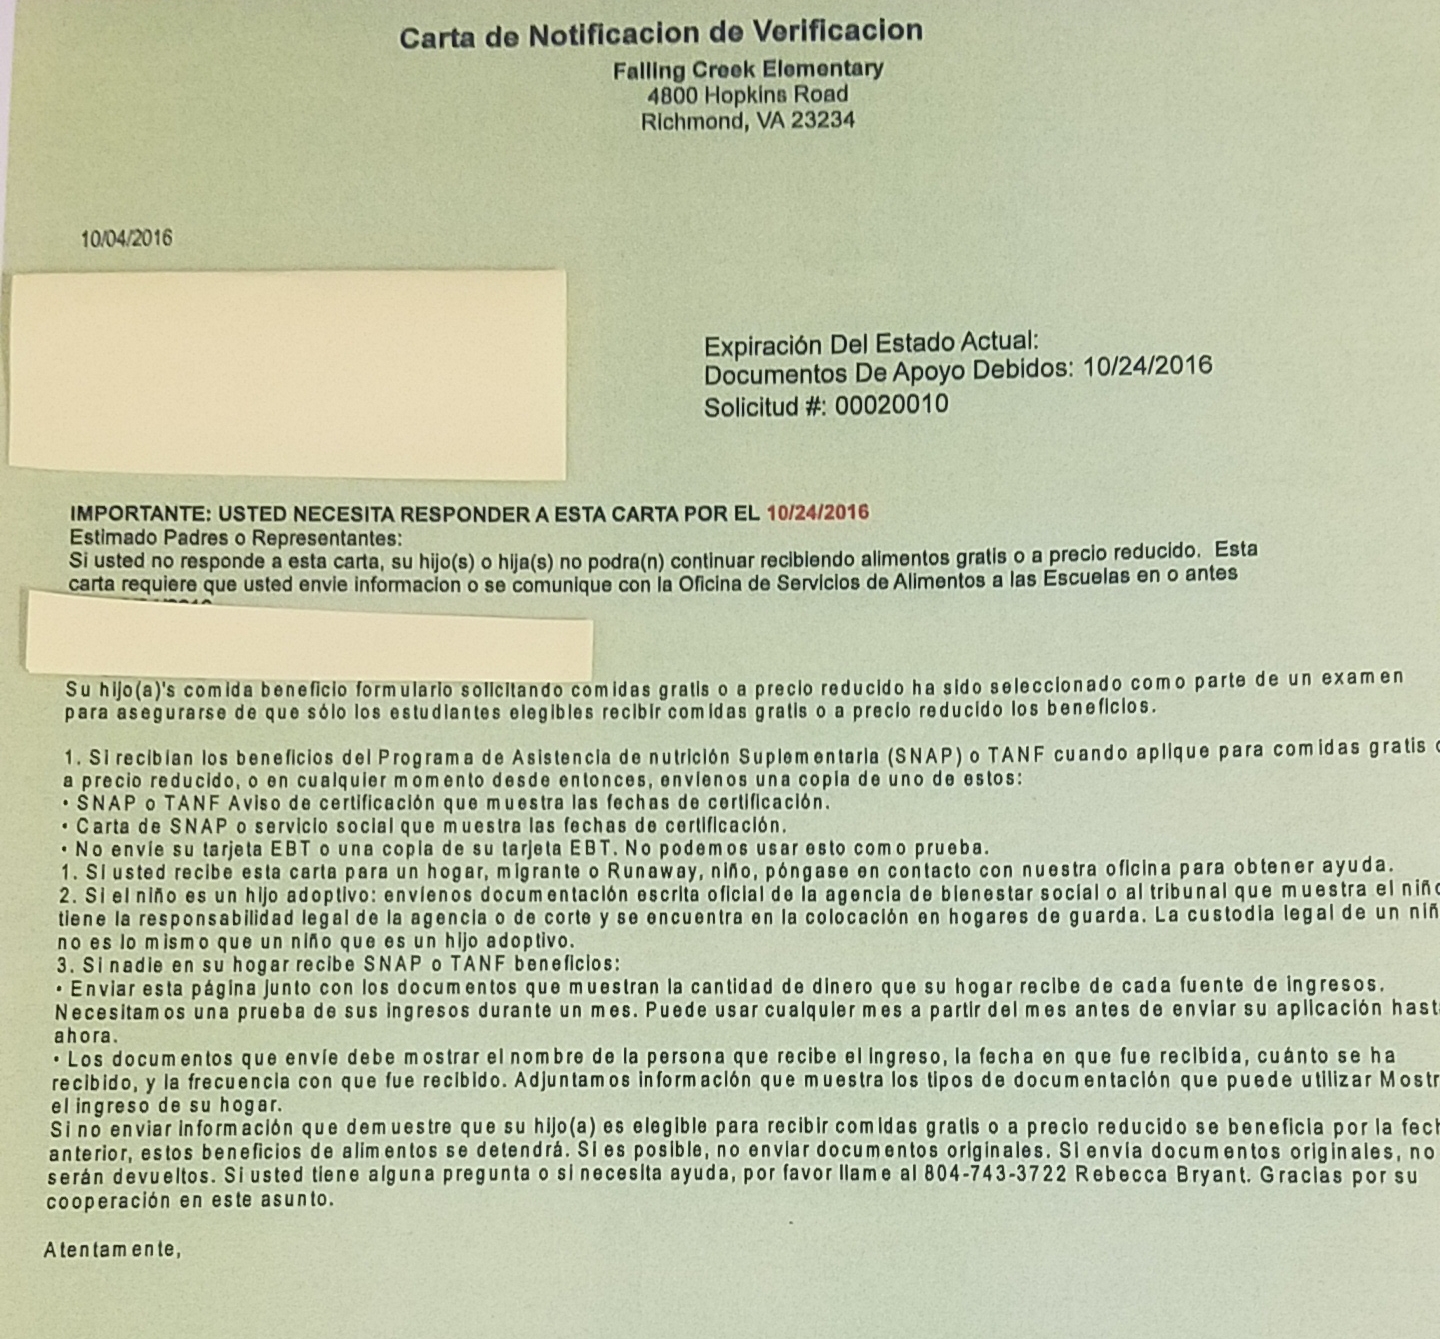 Carta de Notificacion de Verificacion
Falling Creek Elementary
4800 Hopkins Road
Richmond, VA 23234
10/04/2016
Expiración Del Estado Actual:
Documentos De Apoyo Debidos: 10/24/2016
Solicitud #: 00020010
IMPORTANTE: USTED NECESITA RESPONDER A ESTA CARTA POR EL 10/24/2016
Estimado Padres o Representantes:
Si usted no responde a esta carta, su hijo(s) o hija(s) no podra(n) continuar recibiendo alimentos gratis o a precio reducido. Esta
carta requiere que usted envie informacion o se comunique con la Oficina de Servicios de Alimentos a las Escuelas en o antes
Su hijo(a)'s comida beneficio formulario solicitando comidas gratis o a precio reducido ha sido seleccionado como parte de un examen
para asegurarse de que sólo los estudiantes elegibles recibir comidas gratis o a precio reducido los beneficios.
1. Si recibian los beneficios del Programa de Asistencia de nutrición Suplementaria (SNAP) o TANF cuando aplique para comidas gratis
a precio reducido, o en cualquier momento desde entonces, envíenos una copia de uno de estos:
• SNAP o TANF Aviso de certificación que muestra las fechas de certificación.
• Carta de SNAP o servicio social que muestra las fechas de certificación.
• No envíe su tarjeta EBT o una copia de su tarjeta EBT. No podemos usar esto como prueba.
1. Si usted recibe esta carta para un hogar, migrante o Runaway, niño, póngase en contacto con nuestra oficina para obtener ayuda.
2. Si el niño es un hijo adoptivo: envíenos documentación escrita oficial de la agencia de bienestar social o al tribunal que muestra el
tiene la responsabilidad legal de la agencia o de corte y se encuentra en la colocación en hogares de guarda. La custodia legal de un
no es lo mismo que un niño que es un hijo adoptivo.
3. Si nadie en su hogar recibe SNAP o TANF beneficios:
• Enviar esta página junto con los documentos que muestran la cantidad de dinero que su hogar recibe de cada fuente de ingresos.
Necesitamos una prueba de sus ingresos durante un mes. Puede usar cualquier mes a partir del mes antes de enviar su aplicación
ahora.
• Los documentos que envíe debe mostrar el nombre de la persona que recibe el ingreso, la fecha en que fue recibida, cuánto se ha
recibido, y la frecuencia con que fue recibido. Adjuntamos información que muestra los tipos de documentación que puede utilizar
el ingreso de su hogar.
Si no enviar información que demuestre que su hijo(a) es elegible para recibir comidas gratis o a precio reducido se beneficia por la
anterior, estos beneficios de alimentos se detendrá. Si es posible, no enviar documentos originales. Si envia documentos originales, no
serán devueltos. Si usted tiene alguna pregunta o si necesita ayuda, por favor llame al 804-743-3722 Rebecca Bryant. Gracias por su
cooperación en este asunto.
Atentamente,